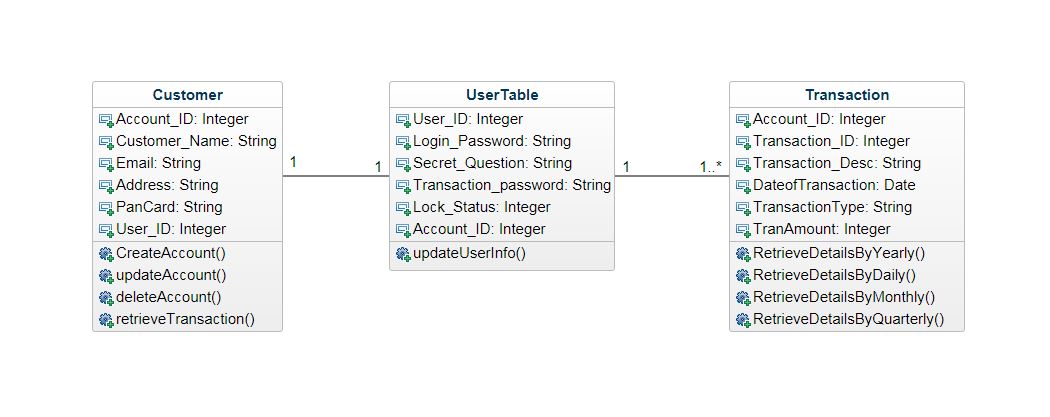 Customer
Account_ID: Integer
Customer_Name: String
Email: String
Address: String
PanCard: String
User_ID: Integer
CreateAccount()
updateAccount()
deleteAccount()
retrieveTransaction()
1
1
UserTable
User_ID: Integer
Login_Password: String
Secret_Question: String
Transaction_password: String
Lock_Status: Integer
Account_ID: Integer
updateUserInfo()
1
1..*
Transaction
Account_ID: Integer
Transaction_ID: Integer
Transaction_Desc: String
DateofTransaction: Date
TransactionType: String
TranAmount: Integer
RetrieveDetailsByYearly()
RetrieveDetailsByDaily()
RetrieveDetailsByMonthly()
RetrieveDetailsByQuarterly()